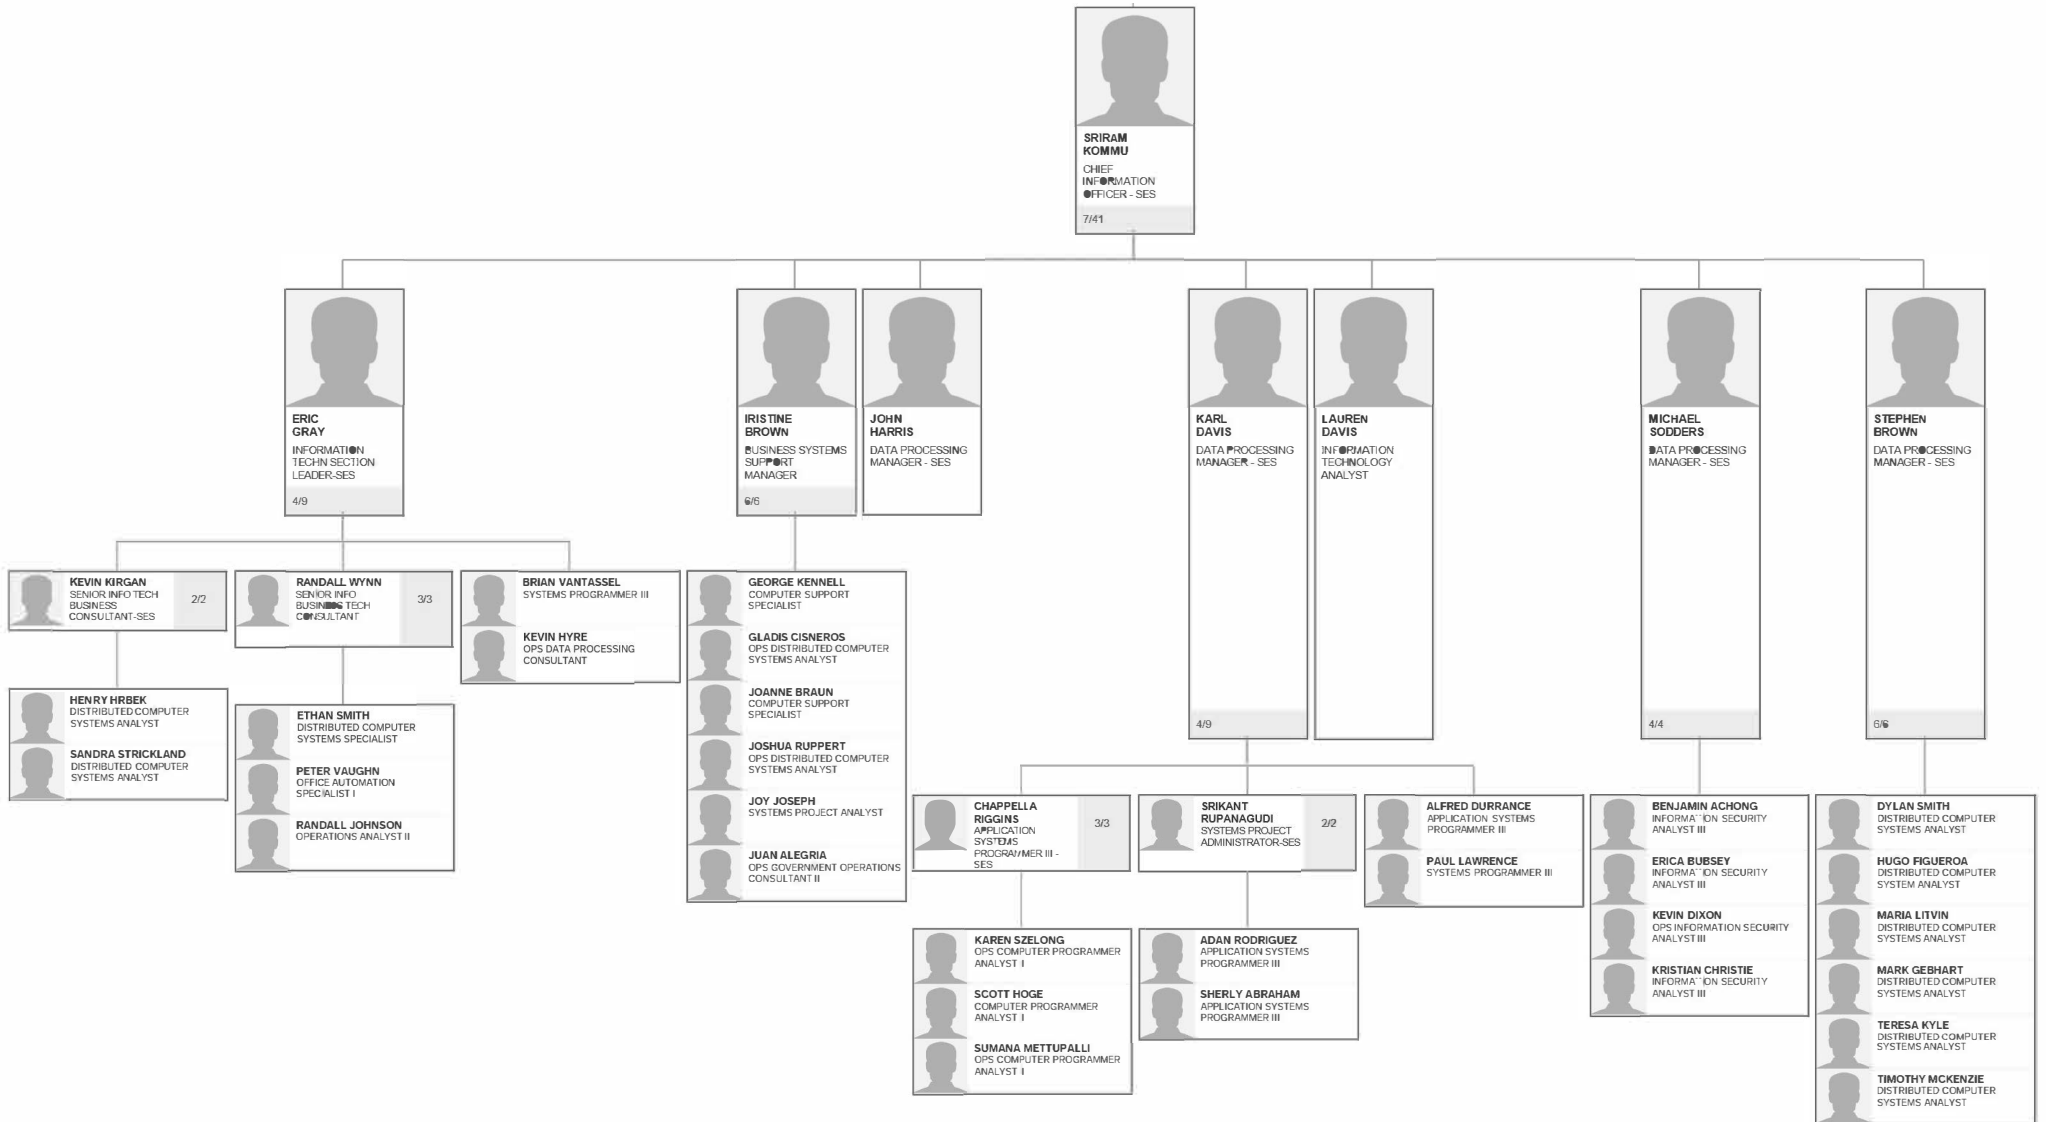 SRIRAM
KOMMU
CHIEF
INFORMATION
OFFICER - SES
7/41
ERIC
GRAY
INFORMATION
TECHN SECTION
LEADER-SES
4/9
IRISTINE
BROWN
BUSINESS SYSTEMS
SUPPORT
MANAGER
6/6
JOHN
HARRIS
DATA PROCESSING
MANAGER - SES
KARL
DAVIS
DATA PROCESSING
MANAGER - SES
4/9
LAUREN
DAVIS
INFORMATION
TECHNOLOGY
ANALYST
MICHAEL
SODDERS
DATA PROCESSING
MANAGER - SES
4/4
STEPHEN
BROWN
DATA PROCESSING
MANAGER - SES
6/6
KEVIN KIRGAN
SENIOR INFO TECH
BUSINESS
CONSULTANT-SES
2/2
HENRY HRBEK
DISTRIBUTED COMPUTER
SYSTEMS ANALYST
SANDRA STRICKLAND
DISTRIBUTED COMPUTER
SYSTEMS ANALYST
RANDALL WYNN
SENIOR INFO
BUSINESS TECH
CONSULTANT
3/3
ETHAN SMITH
DISTRIBUTED COMPUTER
SYSTEMS SPECIALIST
PETER VAUGHN
OFFICE AUTOMATION
SPECIALIST I
RANDALL JOHNSON
OPERATIONS ANALYST II
BRIAN VANTASSEL
SYSTEMS PROGRAMMER III
KEVIN HYRE
OPS DATA PROCESSING
CONSULTANT
GEORGE KENNELL
COMPUTER SUPPORT
SPECIALIST
GLADIS CISNEROS
OPS DISTRIBUTED COMPUTER
SYSTEMS ANALYST
JOANNE BRAUN
COMPUTER SUPPORT
SPECIALIST
JOSHUA RUPPERT
OPS DISTRIBUTED COMPUTER
SYSTEMS ANALYST
JOY JOSEPH
SYSTEMS PROJECT ANALYST
JUAN ALEGRIA
OPS GOVERNMENT OPERATIONS
CONSULTANT II
CHAPPELLA
RIGGINS
APPLICATION
SYSTEMS
PROGRAMMER III -
SES
3/3
KAREN SZELONG
OPS COMPUTER PROGRAMMER
ANALYST I
SCOTT HOGE
COMPUTER PROGRAMMER
ANALYST I
SUMANA METTUPALLI
OPS COMPUTER PROGRAMMER
ANALYST I
SRIKANT
RUPANAGUDI
SYSTEMS PROJECT
ADMINISTRATOR-SES
2/2
ADAN RODRIGUEZ
APPLICATION SYSTEMS
PROGRAMMER III
SHERLY ABRAHAM
APPLICATION SYSTEMS
PROGRAMMER III
ALFRED DURRANCE
APPLICATION SYSTEMS
PROGRAMMER III
PAUL LAWRENCE
SYSTEMS PROGRAMMER III
BENJAMIN ACHONG
INFORMATION SECURITY
ANALYST III
ERICA BUBSEY
INFORMATION SECURITY
ANALYST III
KEVIN DIXON
OPS INFORMATION SECURITY
ANALYST III
KRISTIAN CHRISTIE
INFORMATION SECURITY
ANALYST III
DYLAN SMITH
DISTRIBUTED COMPUTER
SYSTEMS ANALYST
HUGO FIGUEROA
DISTRIBUTED COMPUTER
SYSTEM ANALYST
MARIA LITVIN
DISTRIBUTED COMPUTER
SYSTEMS ANALYST
MARK GEBHART
DISTRIBUTED COMPUTER
SYSTEMS ANALYST
TERESA KYLE
DISTRIBUTED COMPUTER
SYSTEMS ANALYST
TIMOTHY MCKENZIE
DISTRIBUTED COMPUTER
SYSTEMS ANALYST